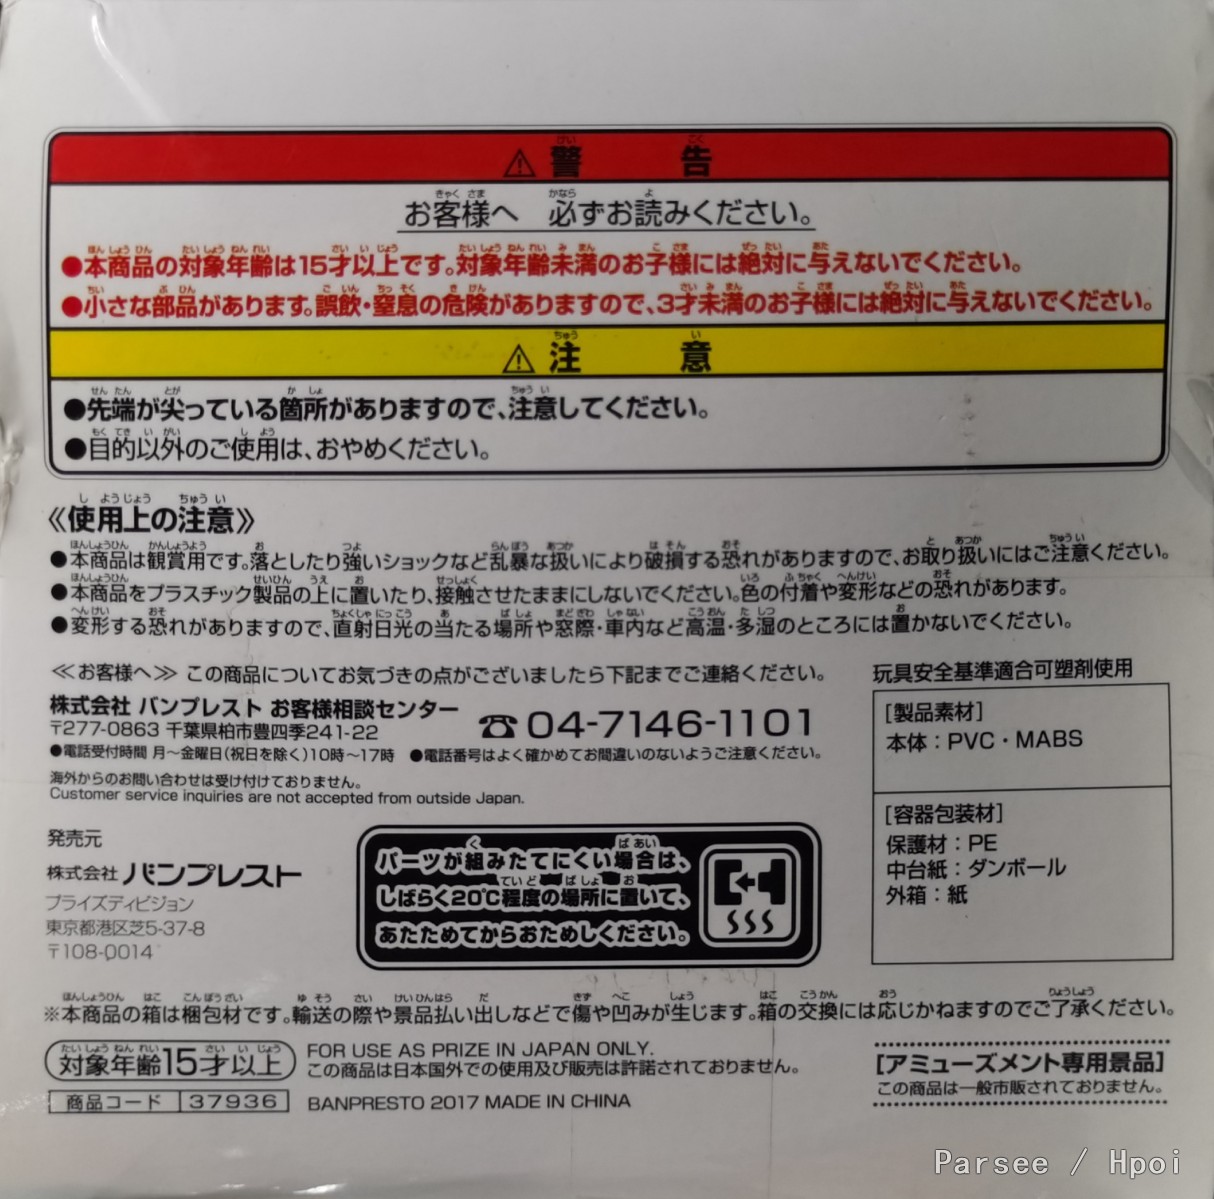 ⚠警告
お客様へ 必ずお読みください。
●本商品の対象年齢は15才以上です。対象年齢未満のお子様には絶対に与えないでください。
●小さな部品があります。誤飲・窒息の危険がありますので、3才未満のお子様には絶対に与えないでください。
⚠注意
●先端が尖っている箇所がありますので、注意してください。
●目的以外のご使用は、おやめください。
《使用上の注意》
●本商品は観賞用です。落としたり強いショックなど乱暴な扱いにより破損する恐れがありますので、お取り扱いにはご注意ください。
●本商品をプラスチック製品の上に置いたり、接触させたままにしないでください。色の付着や変形などの恐れがあります。
●変形する恐れがありますので、直射日光の当たる場所や窓際・車内など高温・多湿のところには置かないでください。
≪お客様へ≫ この商品についてお気づきの点がございましたら下記までご連絡ください。
株式会社 バンプレスト お客様相談センター
〒277-0863 千葉県柏市豊四季241-22
☎04-7146-1101
●電話受付時間 月～金曜日(祝日を除く)10時～17時 ●電話番号はよく確かめてお間違いのないようご注意ください。
海外からのお問い合わせは受け付けておりません。
Customer service inquiries are not accepted from outside Japan.
玩具安全基準適合可塑剤使用
[製品素材]
本体：PVC・MABS
[容器包装材]
保護材：PE
中台紙：ダンボール
外箱：紙
発売元
株式会社 バンプレスト
プライズディビジョン
東京都港区芝5-37-8
〒108-0014
パーツが組みたてにくい場合は、
しばらく20℃程度の場所に置いて、
あたためてからおためしください。
※本商品の箱は梱包材です。輸送の際や景品払い出しなどで傷や凹みが生じます。箱の交換には応じかねますのでご了承ください。
対象年齢15才以上
FOR USE AS PRIZE IN JAPAN ONLY.
この商品は日本国外での使用及び販売は許諾されておりません。
商品コード 37936
BANPRESTO 2017 MADE IN CHINA
[アミューズメント専用景品]
この商品は一般市販されておりません。
Parsee / Hpoi